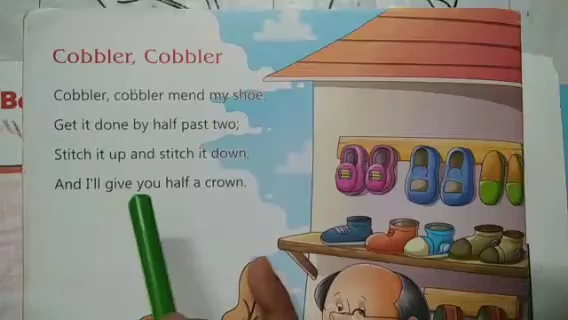 Cobbler, Cobbler
Cobbler, cobbler mend my shoe
Get it done by half past two;
Stitch it up and stitch it down,
And I'll give you half a crown.